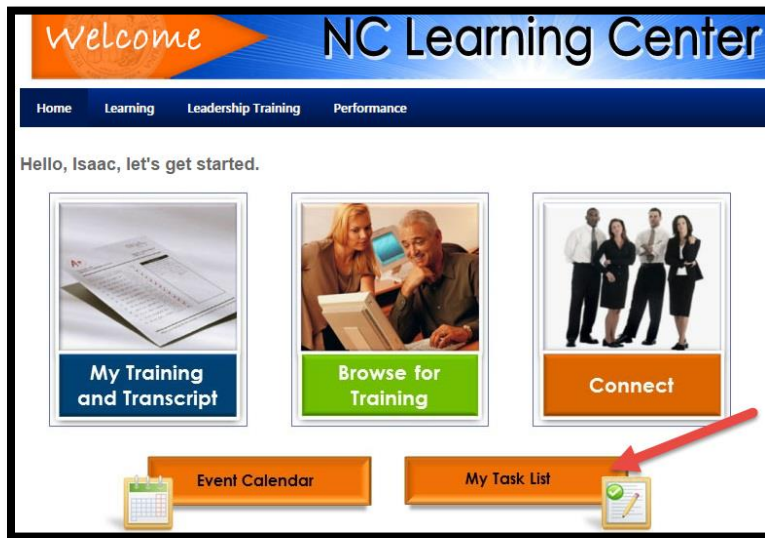 Welcome
NC Learning Center
Home Learning Leadership Training Performance
Hello, Isaac, let's get started.
A+
My Training
and Transcript
Browse for
Training
Connect
Event Calendar
My Task List